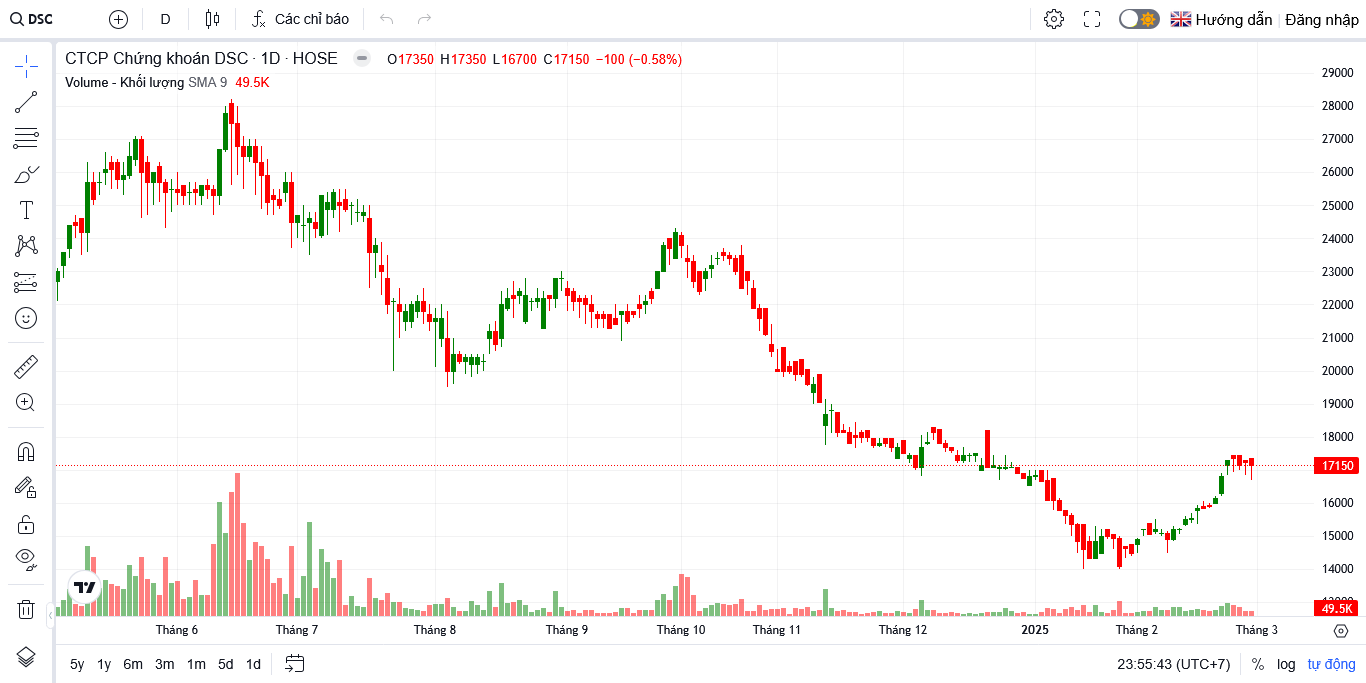 DSC D Các chỉ báo Hướng dẫn Đăng nhập
CTCP Chứng khoán DSC · 1D · HOSE O17350 H17350 L16700 C17150 −100 (−0.58%)
Volume - Khối lượng SMA 9 49.5K
29000
28000
27000
26000
25000
24000
23000
22000
21000
20000
19000
18000
17150
16000
15000
14000
49.5K
Tháng 6 Tháng 7 Tháng 8 Tháng 9 Tháng 10 Tháng 11 Tháng 12 2025 Tháng 2 Tháng 3
5y 1y 6m 3m 1m 5d 1d 23:55:43 (UTC+7) % log tự động